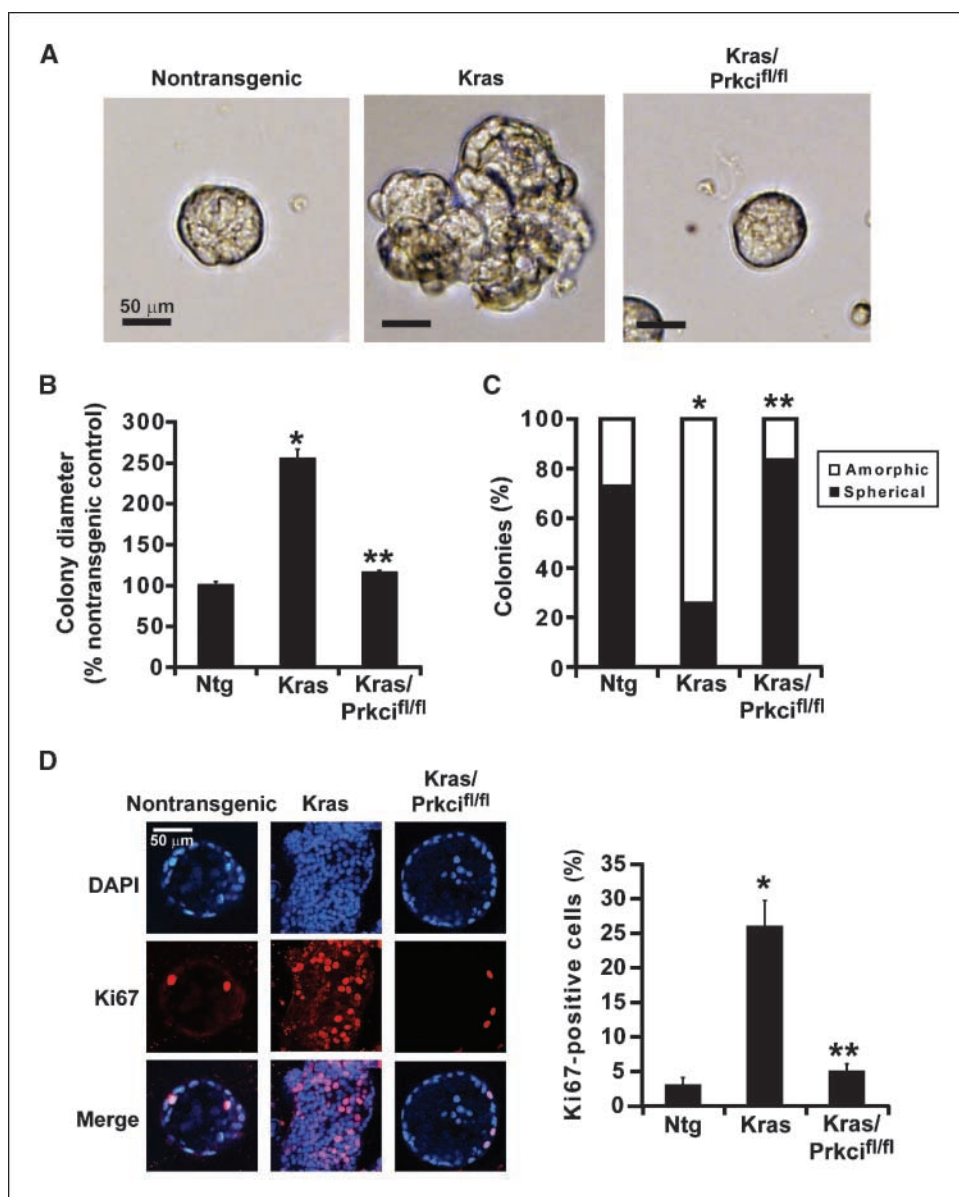 A
Nontransgenic
Kras
Kras/
Prkci^fl/fl
50 μm
B
Colony diameter
(% nontransgenic control)
300
250
200
150
100
50
0
*
**
Ntg
Kras
Kras/
Prkci^fl/fl
C
Colonies (%)
100
80
60
40
20
0
*
**
Ntg
Kras
Kras/
Prkci^fl/fl
Amorphic
Spherical
D
Nontransgenic
Kras
Kras/
Prkci^fl/fl
50 μm
DAPI
Ki67
Merge
Ki67-positive cells (%)
35
30
25
20
15
10
5
0
*
**
Ntg
Kras
Kras/
Prkci^fl/fl